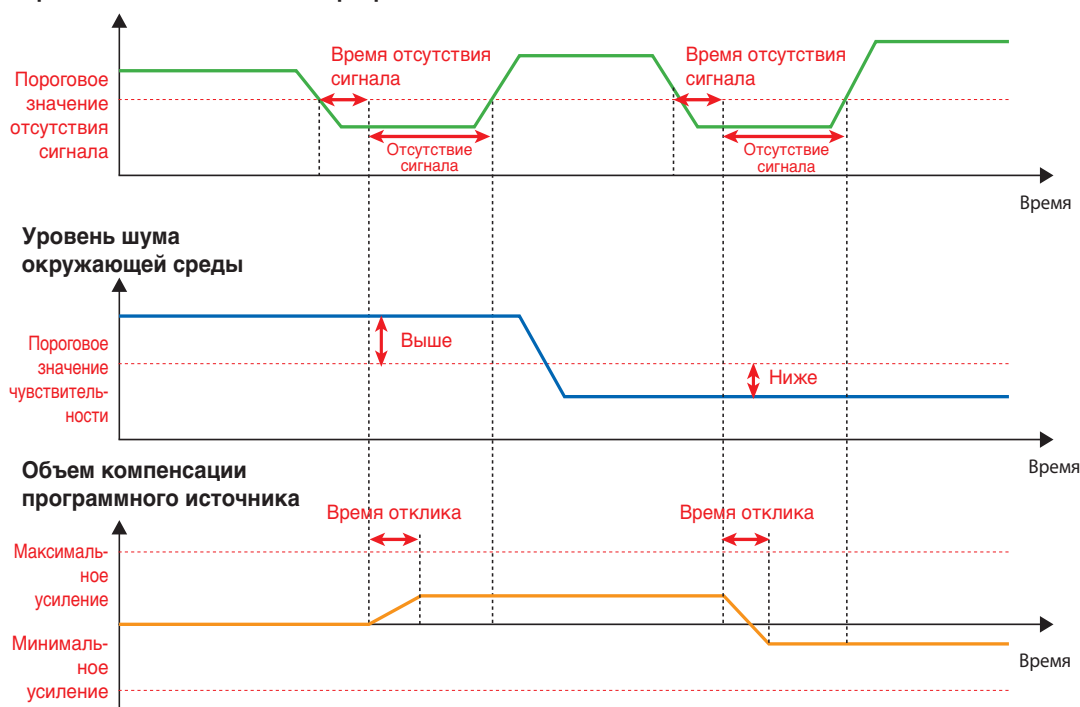 Время отсутствия
сигнала
Время отсутствия
сигнала
Пороговое
значение
отсутствия
сигнала
Отсутствие
сигнала
Отсутствие
сигнала
Время
Уровень шума
окружающей среды
Пороговое
значение
чувствитель-
ности
Выше
Ниже
Время
Объем компенсации
программного источника
Время отклика
Время отклика
Максималь-
ное
усиление
Минималь-
ное
усиление
Время